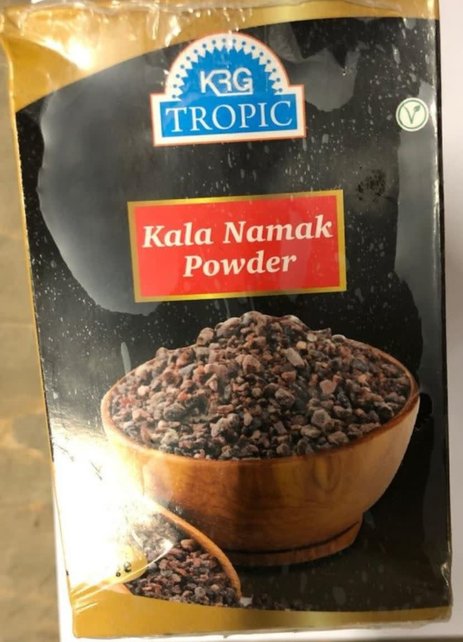 KRG
TROPIC
Kala Namak
Powder